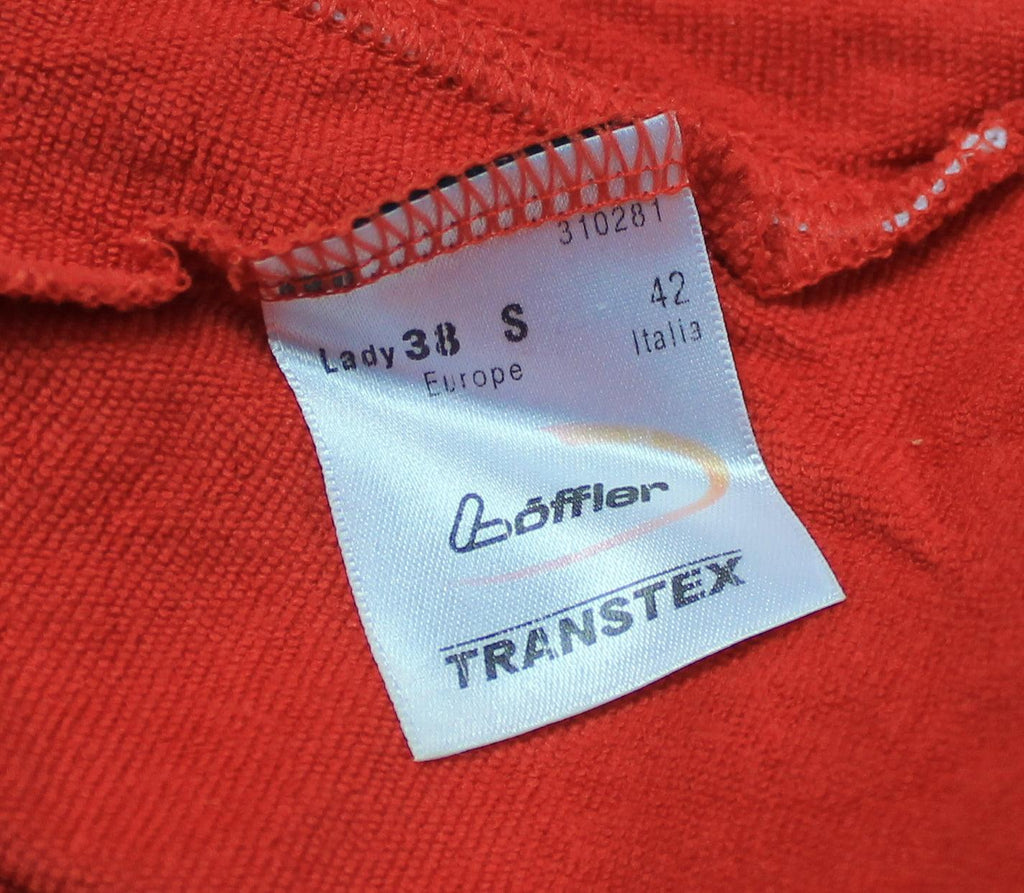 310281
Lady 38 S 42
Europe Italia
Löffler
TRANSTEX